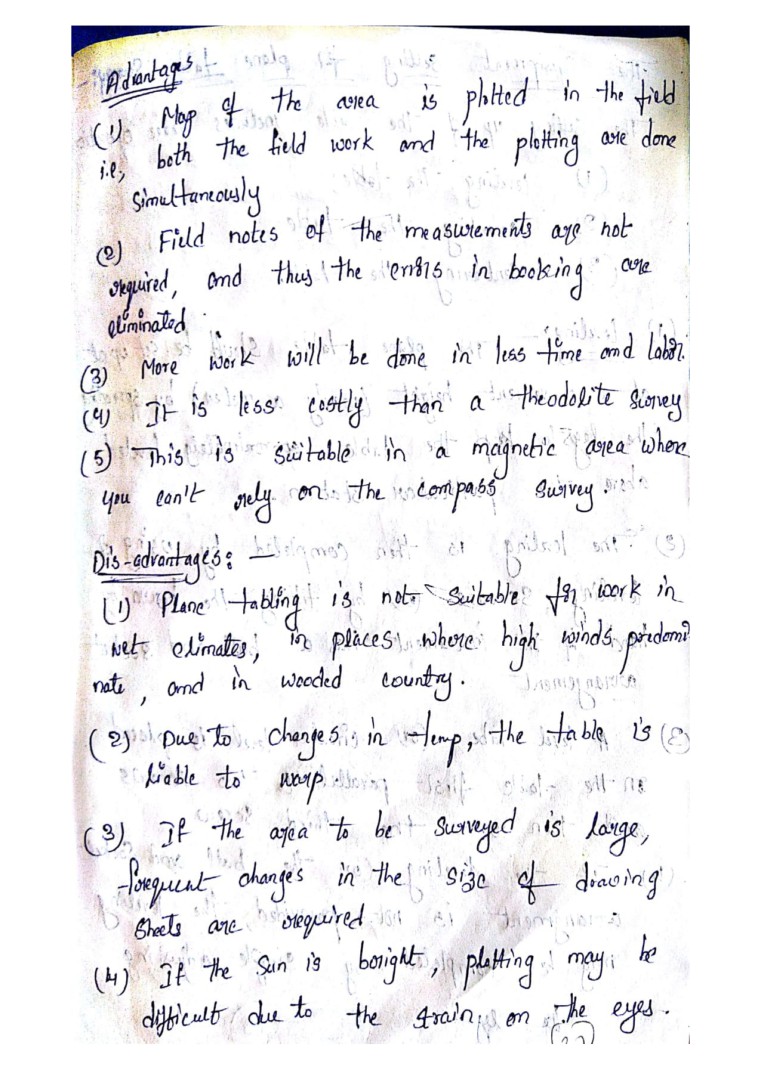 Advantages
(1) Map of the area is plotted in the field
i.e, both the field work and the plotting are done
simultaneously
(2) Field notes of the measurements are not
required, and thus the errors in booking are
eliminated
(3) More work will be done in less time and labor.
(4) It is less costly than a theodolite survey
(5) This is suitable in a magnetic area where
you can't rely on the compass survey.
Dis-advantages: -
(1) Plane tabling is not suitable for work in
wet climates, in places where high winds predomi
nate, and in wooded country.
(2) Due to changes in temp, the table is
liable to warp
(3) If the area to be surveyed is large,
frequent changes in the size of drawing
sheets are required
(4) If the sun is bright, plotting may be
difficult due to the strain on the eyes.